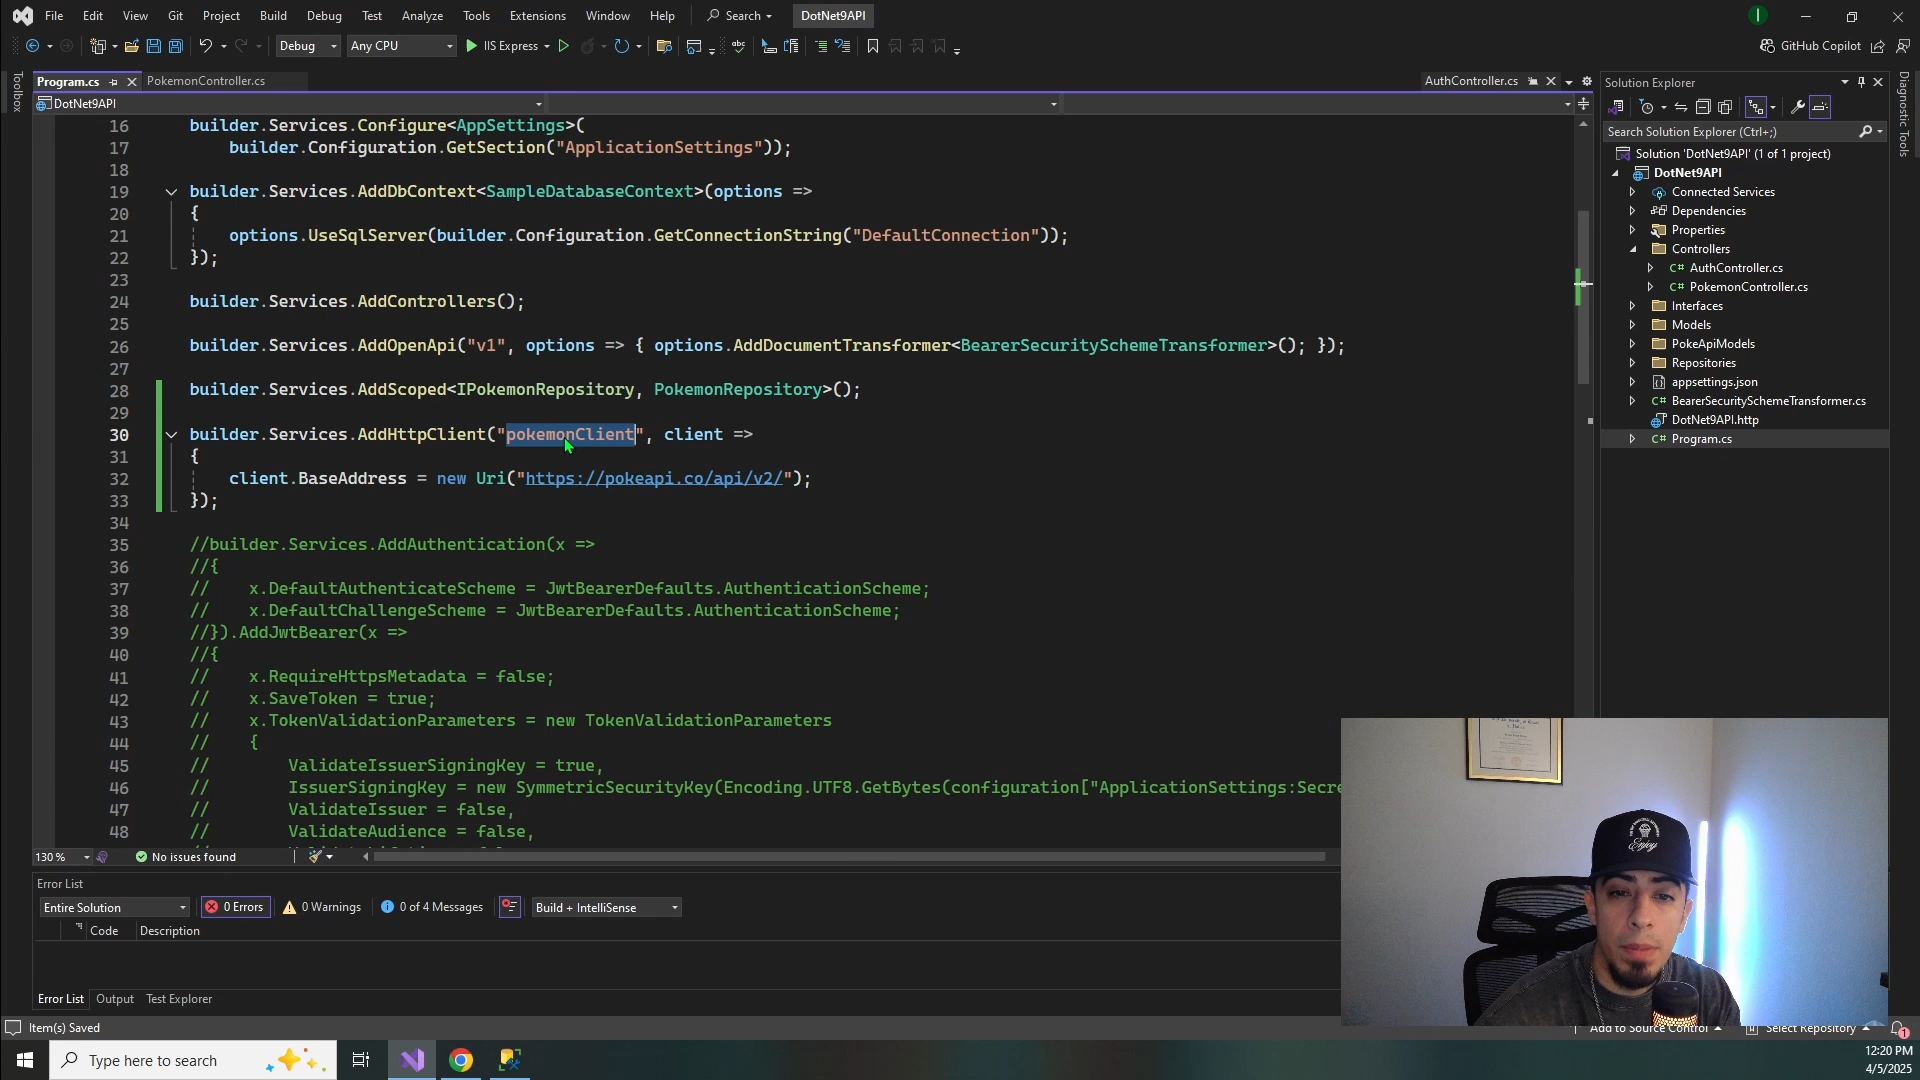 File Edit View Git Project Build Debug Test Analyze Tools Extensions Window Help Search DotNet9API
Debug Any CPU IIS Express GitHub Copilot
Toolbox
Program.cs PokemonController.cs AuthController.cs
DotNet9API
16 builder.Services.Configure<AppSettings>(
17 builder.Configuration.GetSection("ApplicationSettings"));
18
19 builder.Services.AddDbContext<SampleDatabaseContext>(options =>
20 {
21 options.UseSqlServer(builder.Configuration.GetConnectionString("DefaultConnection"));
22 });
23
24 builder.Services.AddControllers();
25
26 builder.Services.AddOpenApi("v1", options => { options.AddDocumentTransformer<BearerSecuritySchemeTransformer>(); });
27
28 builder.Services.AddScoped<IPokemonRepository, PokemonRepository>();
29
30 builder.Services.AddHttpClient("pokemonClient", client =>
31 {
32 client.BaseAddress = new Uri("https://pokeapi.co/api/v2/");
33 });
34
35 //builder.Services.AddAuthentication(x =>
36 //{
37 // x.DefaultAuthenticateScheme = JwtBearerDefaults.AuthenticationScheme;
38 // x.DefaultChallengeScheme = JwtBearerDefaults.AuthenticationScheme;
39 //}).AddJwtBearer(x =>
40 //{
41 // x.RequireHttpsMetadata = false;
42 // x.SaveToken = true;
43 // x.TokenValidationParameters = new TokenValidationParameters
44 // {
45 // ValidateIssuerSigningKey = true,
46 // IssuerSigningKey = new SymmetricSecurityKey(Encoding.UTF8.GetBytes(configuration["ApplicationSettings:Secre
47 // ValidateIssuer = false,
48 // ValidateAudience = false,
130 % No issues found
Error List
Entire Solution 0 Errors 0 Warnings 0 of 4 Messages Build + IntelliSense
Code Description
Error List Output Test Explorer
Item(s) Saved
Solution Explorer
Search Solution Explorer (Ctrl+;)
Solution 'DotNet9API' (1 of 1 project)
DotNet9API
Connected Services
Dependencies
Properties
Controllers
C# AuthController.cs
C# PokemonController.cs
Interfaces
Models
PokeApiModels
Repositories
appsettings.json
C# BearerSecuritySchemeTransformer.cs
DotNet9API.http
C# Program.cs
Diagnostic Tools
Enjoy
Add to Source Control Select Repository 1
Type here to search
12:20 PM
4/5/2025